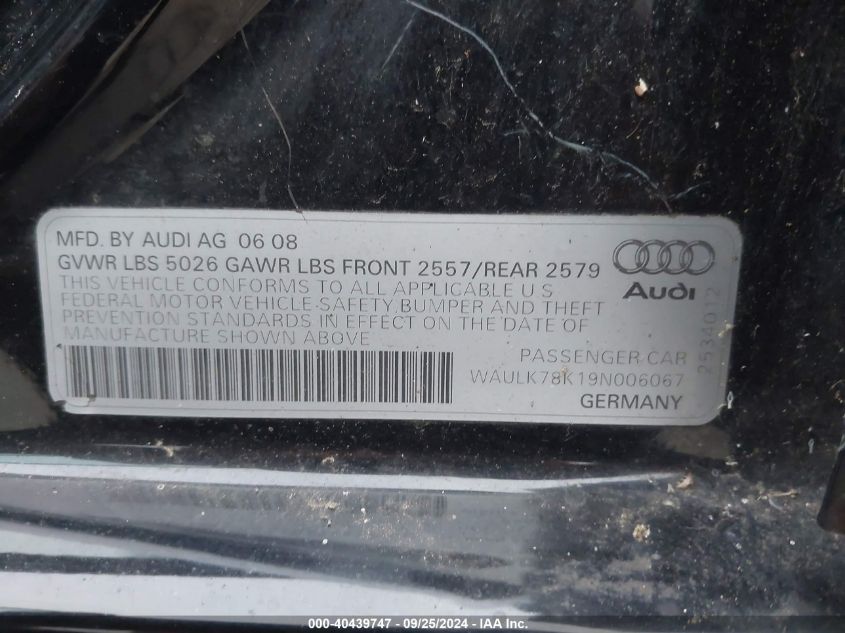 MFD. BY AUDI AG 06 08
GVWR LBS 5026 GAWR LBS FRONT 2557/REAR 2579
THIS VEHICLE CONFORMS TO ALL APPLICABLE U S
FEDERAL MOTOR VEHICLE-SAFETY, BUMPER AND THEFT
PREVENTION STANDARDS IN EFFECT ON THE DATE OF
MANUFACTURE SHOWN ABOVE
Audi
2534012
PASSENGER CAR
WAULK78K19N006067
GERMANY
000-40439747 - 09/25/2024 - IAA, Inc.